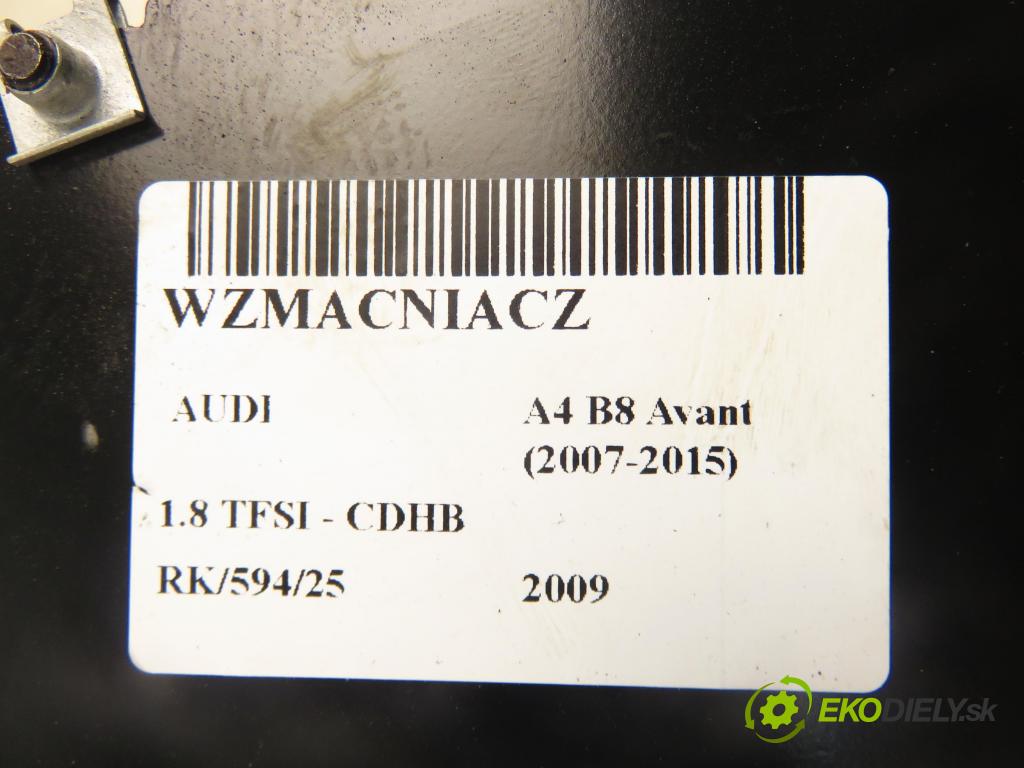 WZMACNIACZ
AUDI A4 B8 Avant
(2007-2015)
1.8 TFSI - CDHB
RK/594/25 2009
EKODIELY.sk